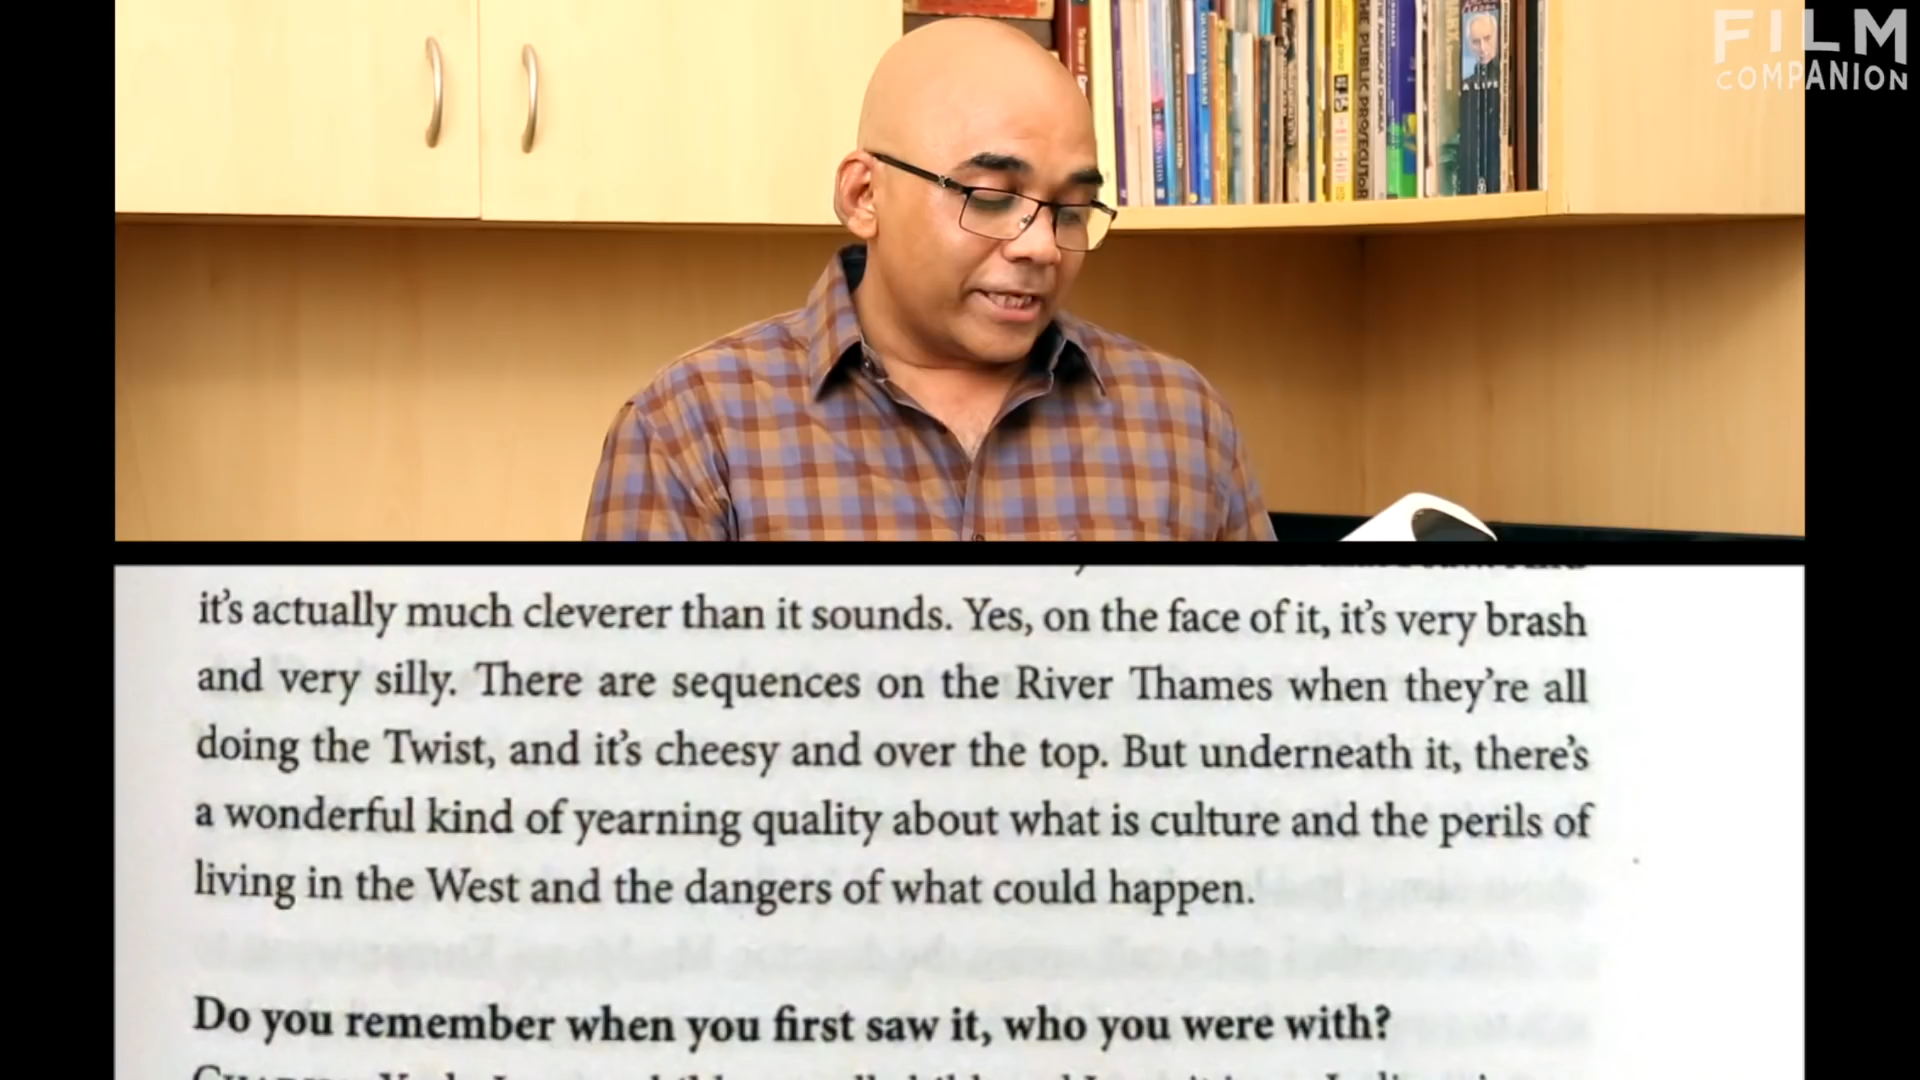 FILM
COMPANION
THE PUBLIC PROSECUTOR
A LIFE
it's actually much cleverer than it sounds. Yes, on the face of it, it's very brash
and very silly. There are sequences on the River Thames when they're all
doing the Twist, and it's cheesy and over the top. But underneath it, there's
a wonderful kind of yearning quality about what is culture and the perils of
living in the West and the dangers of what could happen.
Do you remember when you first saw it, who you were with?